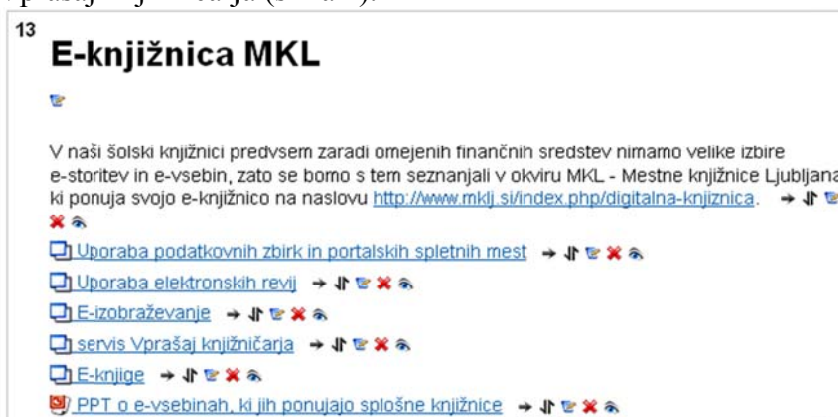 13
E-knjižnica MKL
V naši šolski knjižnici predvsem zaradi omejenih finančnih sredstev nimamo velike izbire
e-storitev in e-vsebin, zato se bomo s tem seznanjali v okviru MKL - Mestne knjižnice Ljubljana
ki ponuja svojo e-knjižnico na naslovu http://www.mklj.si/index.php/digitalna-knjiznica.
Uporaba podatkovnih zbirk in portalskih spletnih mest
Uporaba elektronskih revij
E-izobraževanje
servis Vprašaj knjižničarja
E-knjige
PPT o e-vsebinah, ki jih ponujajo splošne knjižnice